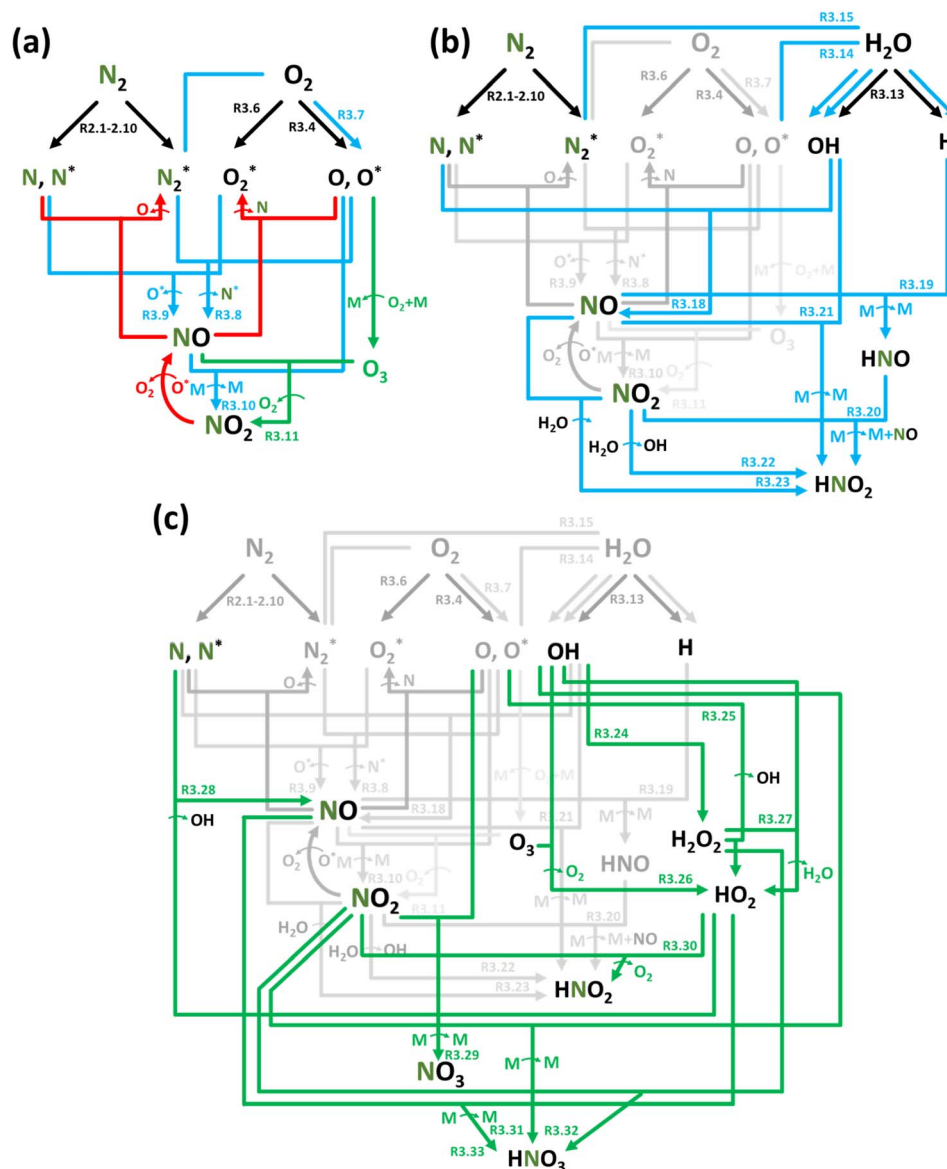 (a)
N2 O2
R2.1-2.10 R3.6 R3.4 R3.7
N, N* N2* O2* O, O*
O N
O* N* M O2+M
R3.9 R3.8
NO O3
O2 O* M M O2
R3.10
NO2 R3.11
(b)
R3.15
N2 O2 H2O
R3.14
R2.1-2.10 R3.6 R3.4 R3.7 R3.13
N, N* N2* O2* O, O* OH H
O N
O* N* M O2+M
R3.9 R3.8 R3.19
NO R3.18 R3.21 M M
O3 HNO
O2 O* M M O2
R3.10
NO2 R3.11 M M
H2O R3.20
H2O OH M M+NO
R3.22
R3.23 HNO2
(c)
R3.15
N2 O2 H2O
R3.14
R2.1-2.10 R3.6 R3.4 R3.7 R3.13
N, N* N2* O2* O, O* OH H
O N
R3.25
R3.24
O* N* M O2+M OH
R3.28 R3.9 R3.8 R3.19
OH NO R3.18 R3.21 M M R3.27
O3 H2O2
O2 O* M M O2 O2 HNO H2O
R3.10 R3.26
NO2 R3.11 M M HO2
R3.20
H2O H2O OH M M+NO R3.30
R3.22 O2
R3.23 HNO2
M M M M
R3.29
NO3
M M R3.31 R3.32
R3.33
HNO3